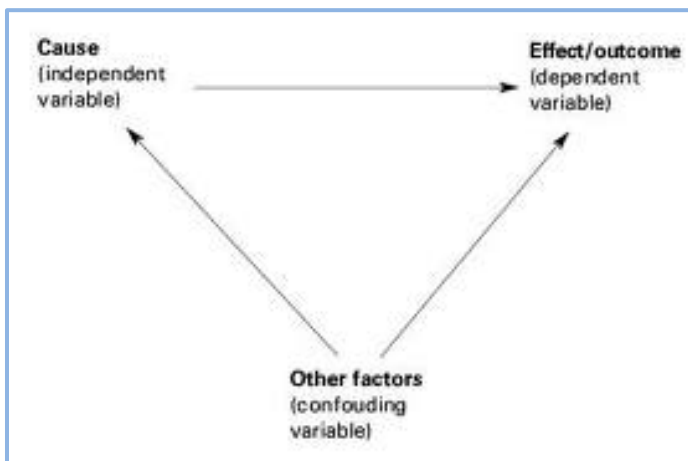 Cause
(independent
variable)
Effect/outcome
(dependent
variable)
Other factors
(confouding
variable)